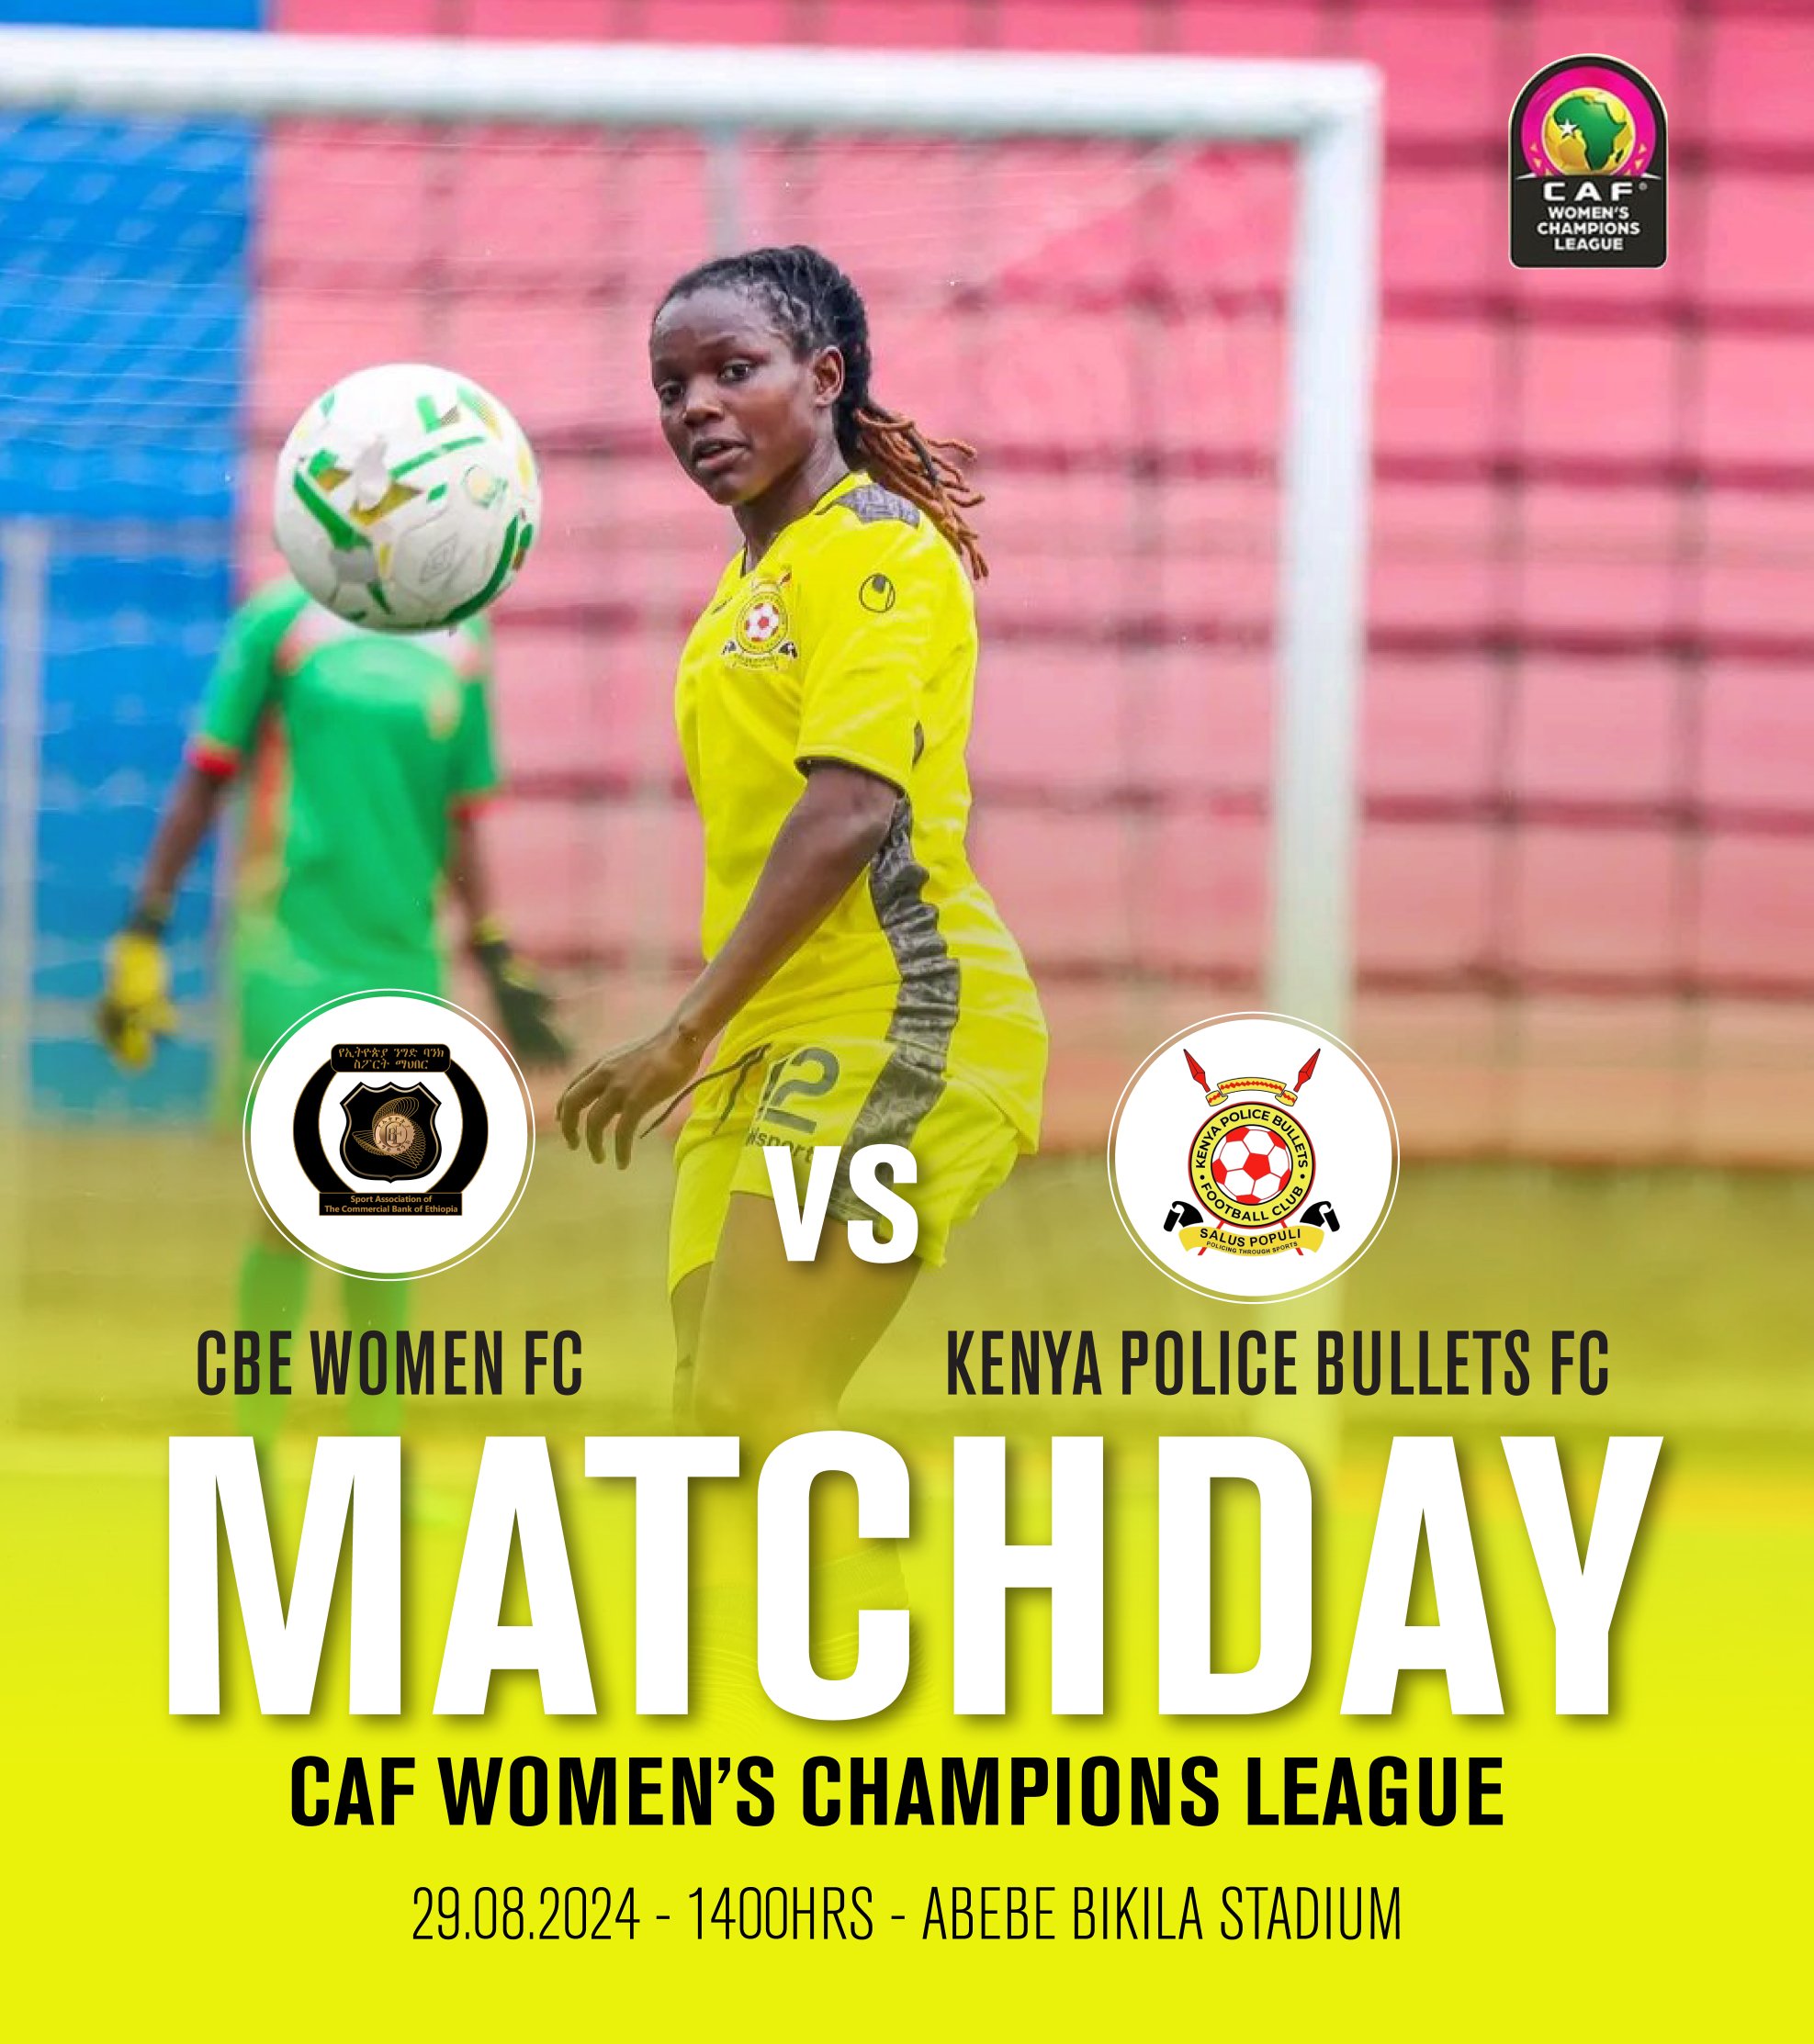 CAF
WOMEN'S
CHAMPIONS
LEAGUE
12
የኢትዮጵያ ንግድ ባንክ
ስፖርት ማህበር
Sport Association of
The Commercial Bank of Ethiopia
VS
KENYA POLICE BULLETS
FOOTBALL CLUB
SALUS POPULI
POLICING THROUGH SPORTS
CBE WOMEN FC
KENYA POLICE BULLETS FC
MATCHDAY
CAF WOMEN’S CHAMPIONS LEAGUE
29.08.2024 - 1400HRS - ABEBE BIKILA STADIUM